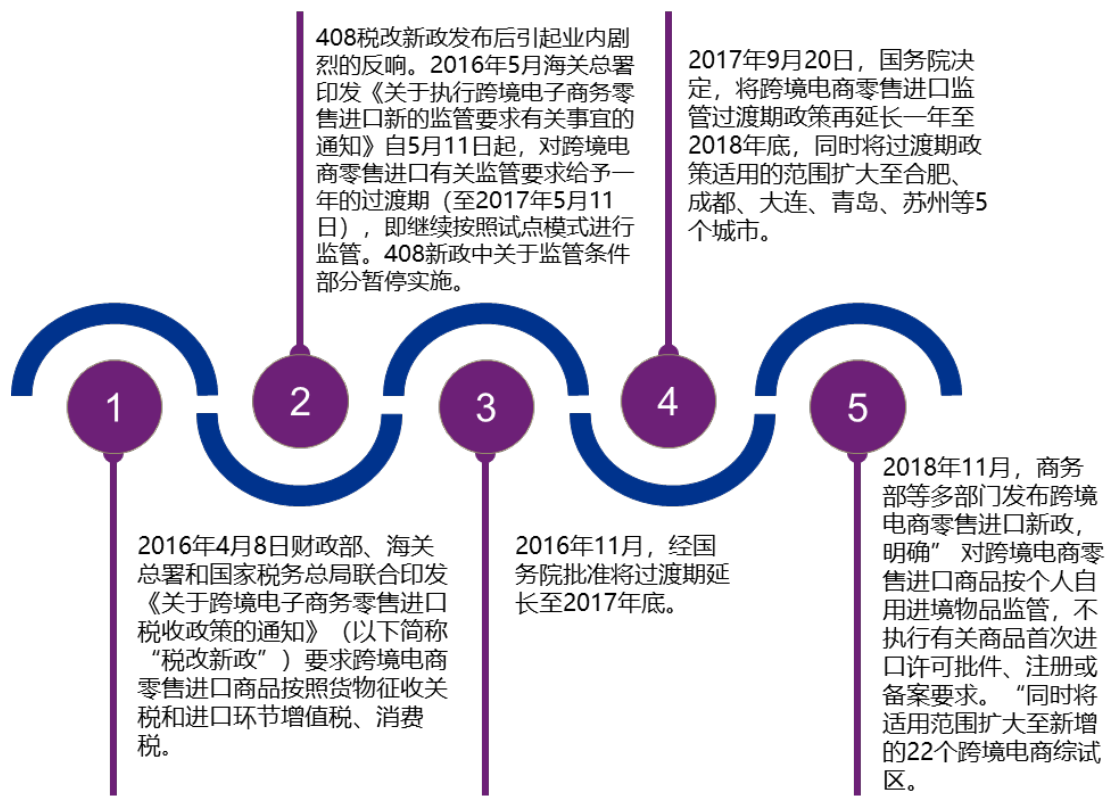 408税改新政发布后引起业内剧
烈的反响。2016年5月海关总署
印发《关于执行跨境电子商务零
售进口新的监管要求有关事宜的
通知》自5月11日起，对跨境电
商零售进口有关监管要求给予一
年的过渡期（至2017年5月11
日），即继续按照试点模式进行
监管。408新政中关于监管条件
部分暂停实施。
2017年9月20日，国务院决
定，将跨境电商零售进口监
管过渡期政策再延长一年至
2018年底，同时将过渡期政
策适用的范围扩大至合肥、
成都、大连、青岛、苏州等5
个城市。
1
2
3
4
5
2016年4月8日财政部、海关
总署和国家税务总局联合印发
《关于跨境电子商务零售进口
税收政策的通知》（以下简称
“税改新政”）要求跨境电商
零售进口商品按照货物征收关
税和进口环节增值税、消费
税。
2016年11月，经国
务院批准将过渡期延
长至2017年底。
2018年11月，商务
部等多部门发布跨境
电商零售进口新政，
明确” 对跨境电商零
售进口商品按个人自
用进境物品监管，不
执行有关商品首次进
口许可批件、注册或
备案要求。“同时将
适用范围扩大至新增
的22个跨境电商综试
区。